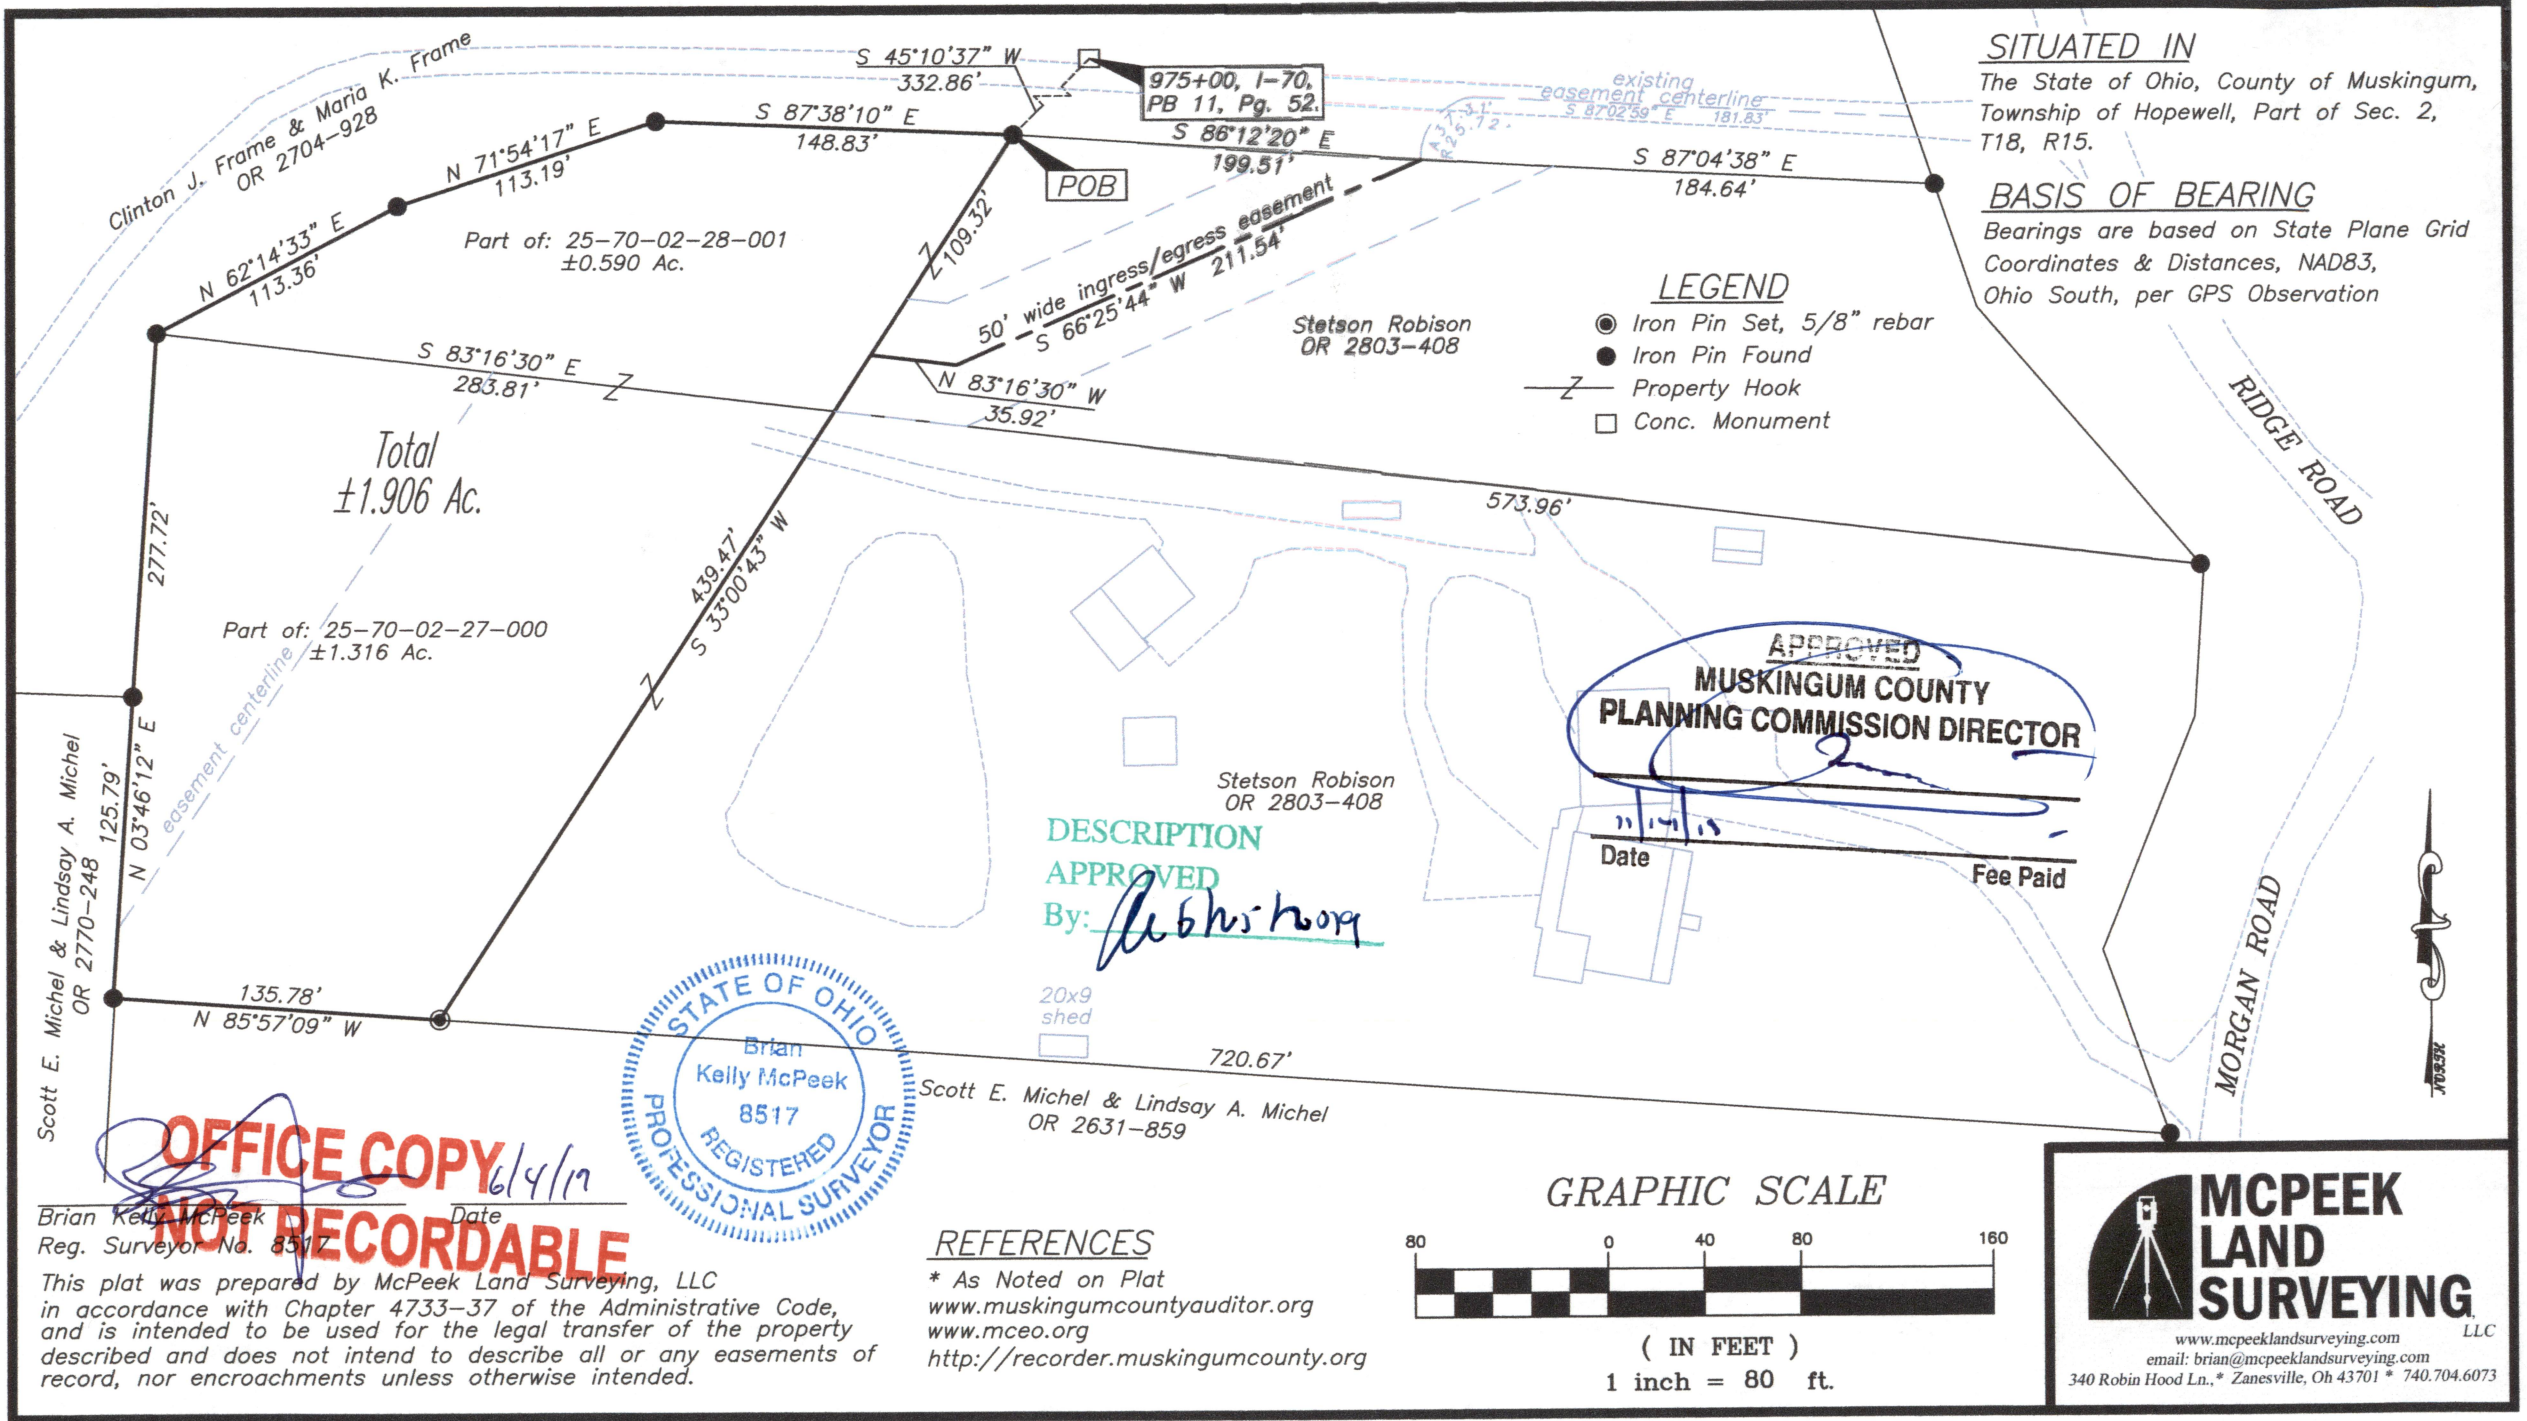 SITUATED IN
The State of Ohio, County of Muskingum,
Township of Hopewell, Part of Sec. 2,
T18, R15.
BASIS OF BEARING
Bearings are based on State Plane Grid
Coordinates & Distances, NAD83,
Ohio South, per GPS Observation
LEGEND
Iron Pin Set, 5/8" rebar
Iron Pin Found
Z Property Hook
Conc. Monument
Clinton J. Frame & Maria K. Frame
OR 2704-928
S 45°10'37" W
332.86'
975+00, I-70,
PB 11, Pg. 52.
POB
existing
easement centerline
S 87°02'59" E 181.83'
A37.31'
R25.72'
N 62°14'33" E
113.36'
N 71°54'17" E
113.19'
S 87°38'10" E
148.83'
S 86°12'20" E
199.51'
S 87°04'38" E
184.64'
Part of: 25-70-02-28-001
±0.590 Ac.
Z
109.32'
50' wide ingress/egress easement
S 66°25'44" W 211.54'
N 83°16'30" W
35.92'
Stetson Robison
OR 2803-408
S 83°16'30" E
283.81'
Z
573.96'
Total
±1.906 Ac.
277.72'
439.47'
S 33°00'43" W
Z
Part of: 25-70-02-27-000
±1.316 Ac.
easement centerline
125.79'
N 03°46'12" E
Scott E. Michel & Lindsay A. Michel
OR 2770-248
135.78'
N 85°57'09" W
RIDGE ROAD
MORGAN ROAD
NORTH
APPROVED
MUSKINGUM COUNTY
PLANNING COMMISSION DIRECTOR
Date
Fee Paid
Stetson Robison
OR 2803-408
DESCRIPTION
APPROVED
By:
20x9
shed
720.67'
Scott E. Michel & Lindsay A. Michel
OR 2631-859
STATE OF OHIO
Brian
Kelly McPeek
8517
REGISTERED
PROFESSIONAL SURVEYOR
OFFICE COPY
NOT RECORDABLE
6/4/19
Brian Kelly McPeek
Date
Reg. Surveyor No. 8517
This plat was prepared by McPeek Land Surveying, LLC
in accordance with Chapter 4733-37 of the Administrative Code,
and is intended to be used for the legal transfer of the property
described and does not intend to describe all or any easements of
record, nor encroachments unless otherwise intended.
REFERENCES
* As Noted on Plat
www.muskingumcountyauditor.org
www.mceo.org
http://recorder.muskingumcounty.org
GRAPHIC SCALE
80 0 40 80 160
( IN FEET )
1 inch = 80 ft.
MCPEEK
LAND
SURVEYING,
LLC
www.mcpeeklandsurveying.com
email: brian@mcpeeklandsurveying.com
340 Robin Hood Ln.,* Zanesville, Oh 43701 * 740.704.6073